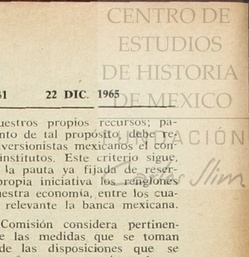 CENTRO DE
ESTUDIOS
DE HISTORIA
DE MEXICO
22 DIC. 1965
uestros propios recursos; pa-
nto de tal propósito, debe re-
versionistas mexicanos el con-
institutos. Este criterio sigue,
la pauta ya fijada de reser-
propia iniciativa los renglones
uestra economía, entre los cua-
relevante la banca mexicana.
Comisión considera pertinen-
e las medidas que se toman
de las disposiciones que se